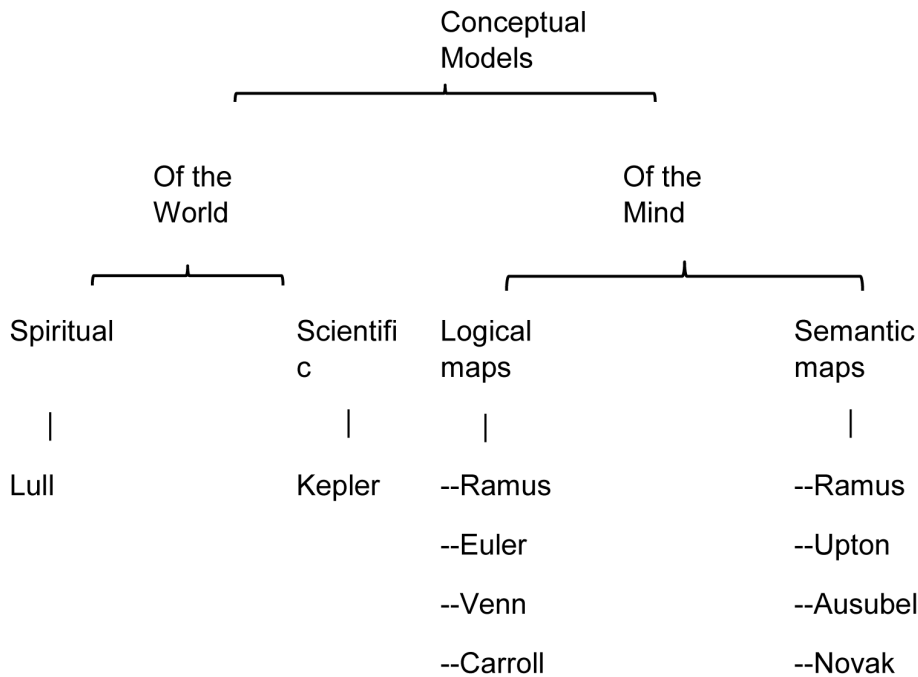 Conceptual
Models
Of the
World
Of the
Mind
Spiritual
Scientifi
c
Logical
maps
Semantic
maps
|
|
|
|
Lull
Kepler
--Ramus
--Euler
--Venn
--Carroll
--Ramus
--Upton
--Ausubel
--Novak